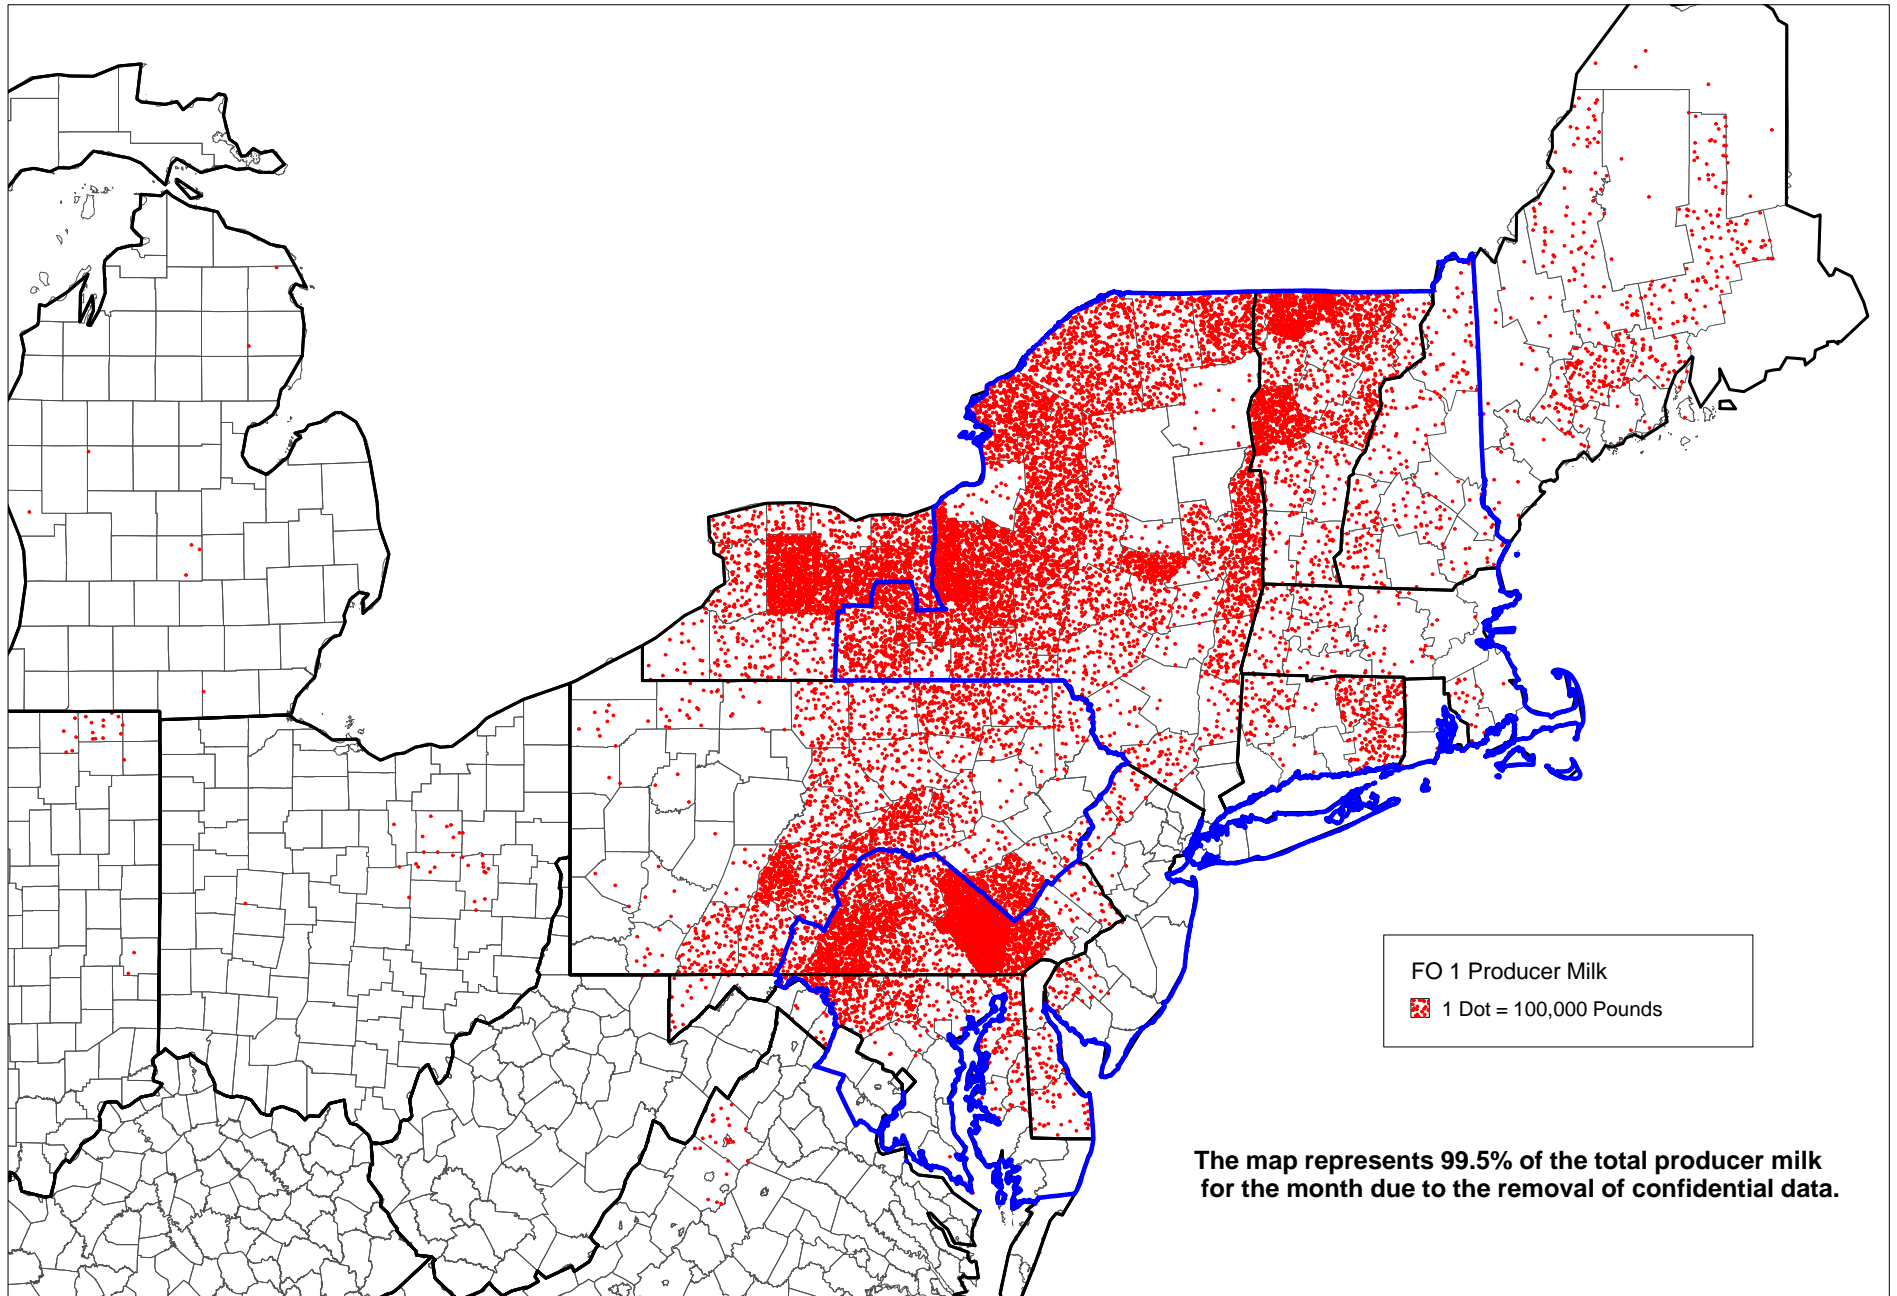 FO 1 Producer Milk
1 Dot = 100,000 Pounds
The map represents 99.5% of the total producer milk
for the month due to the removal of confidential data.